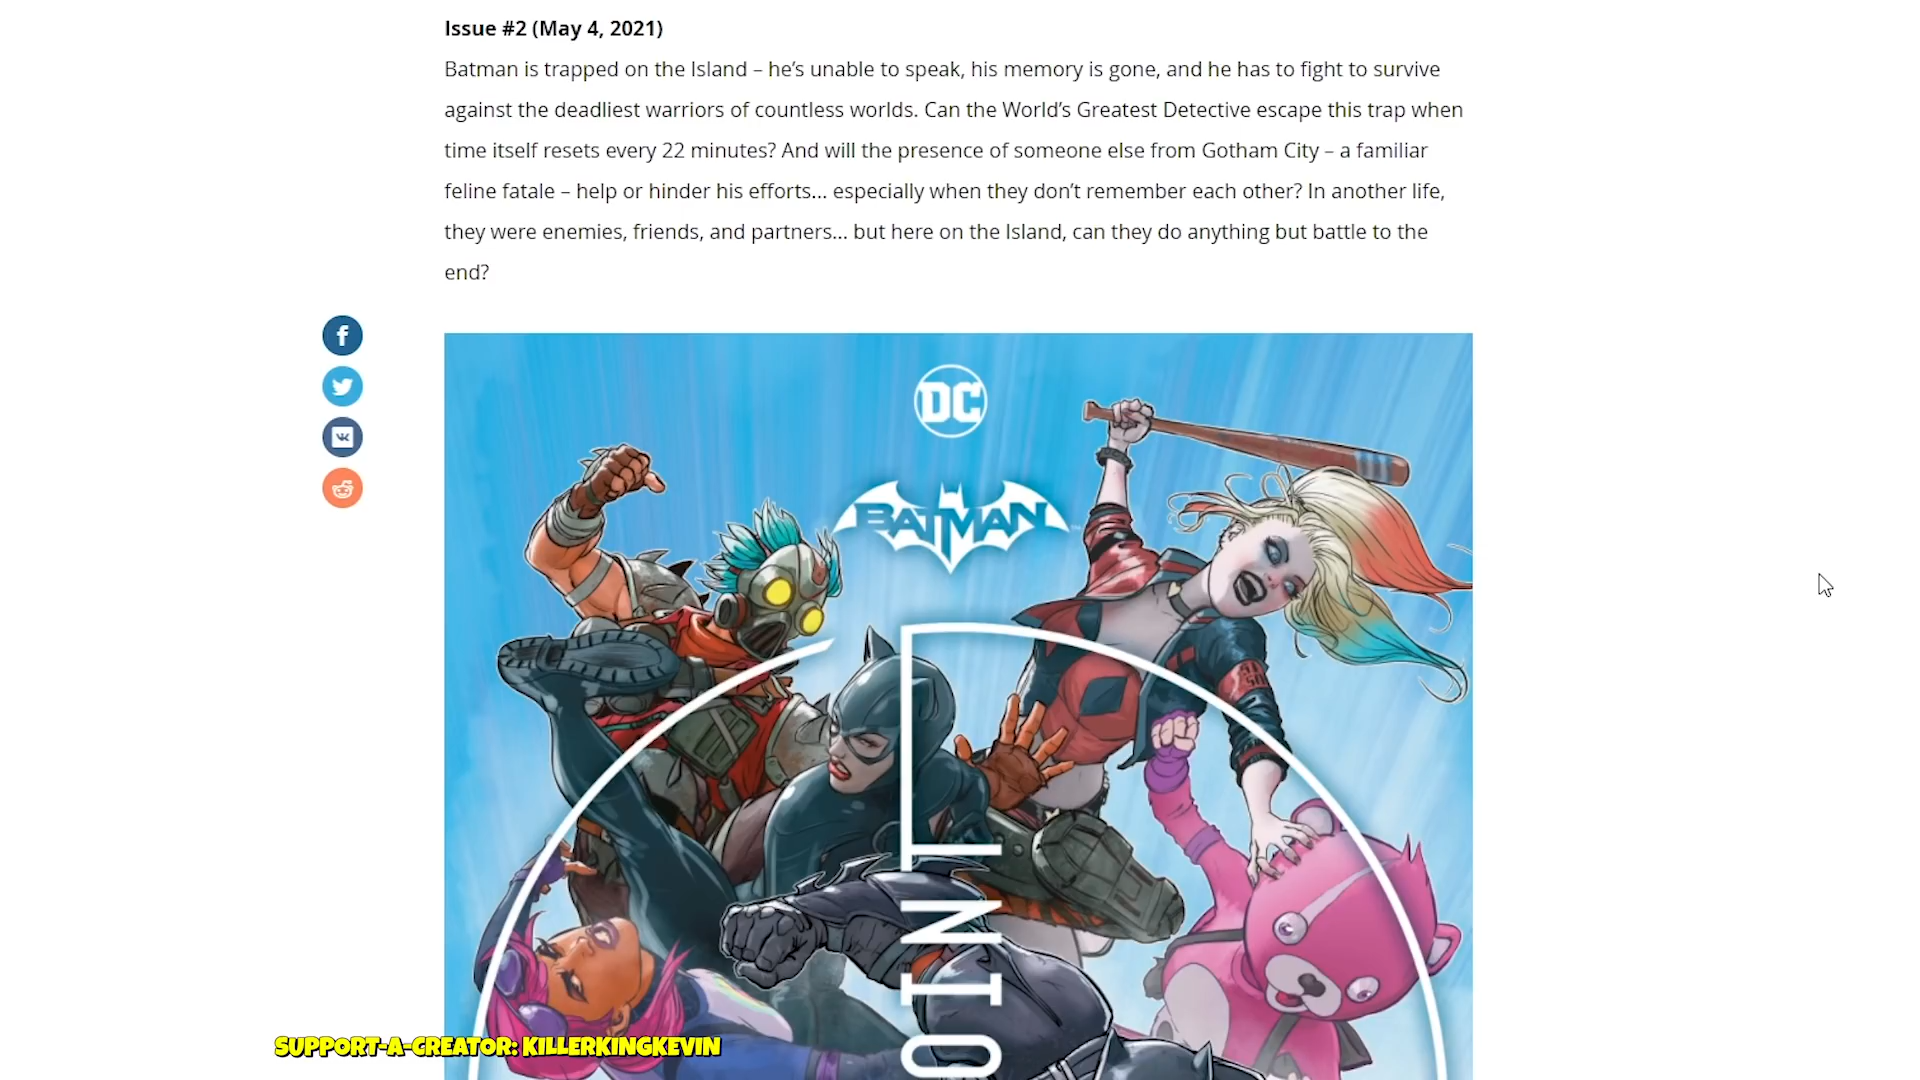 Issue #2 (May 4, 2021)
Batman is trapped on the Island – he's unable to speak, his memory is gone, and he has to fight to survive
against the deadliest warriors of countless worlds. Can the World's Greatest Detective escape this trap when
time itself resets every 22 minutes? And will the presence of someone else from Gotham City – a familiar
feline fatale – help or hinder his efforts... especially when they don't remember each other? In another life,
they were enemies, friends, and partners... but here on the Island, can they do anything but battle to the
end?
DC
BATMAN
OINT
SUPPORT-A-CREATOR: KILLERKINGKEVIN